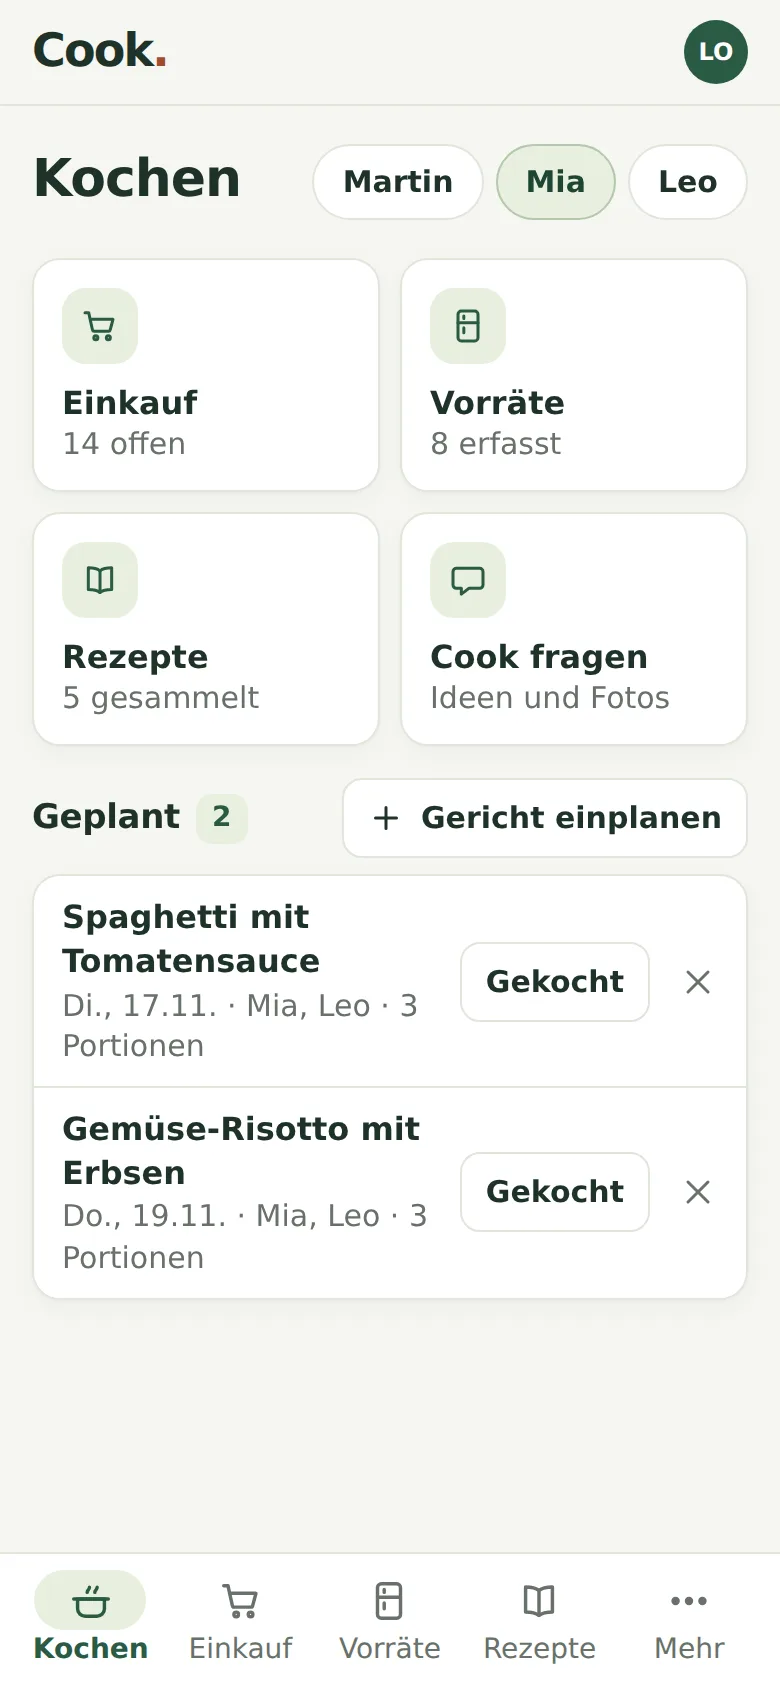 Cook.
LO
Kochen
Martin
Mia
Leo
Einkauf
14 offen
Vorräte
8 erfasst
Rezepte
5 gesammelt
Cook fragen
Ideen und Fotos
Geplant 2
+ Gericht einplanen
Spaghetti mit
Tomatensauce
Di., 17.11. · Mia, Leo · 3
Portionen
Gekocht
Gemüse-Risotto mit
Erbsen
Do., 19.11. · Mia, Leo · 3
Portionen
Gekocht
Kochen
Einkauf
Vorräte
Rezepte
Mehr